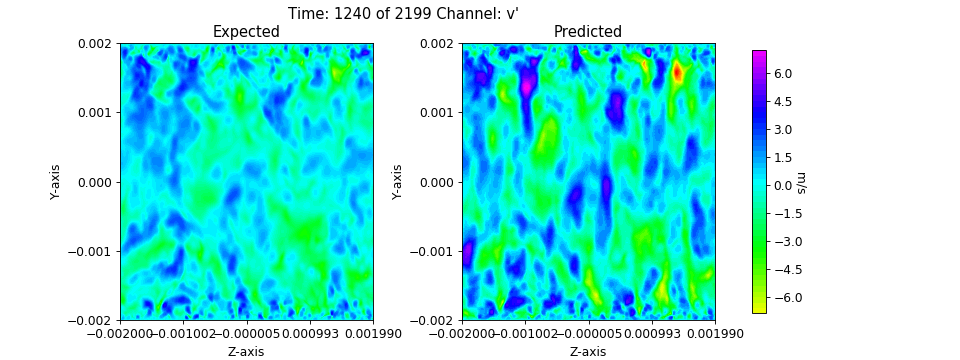 Time: 1240 of 2199 Channel: v'
Expected
Predicted
0.002
0.001
0.000
−0.001
−0.002
Y-axis
−0.002000 −0.001002 −0.000005 0.000993 0.001990
Z-axis
0.002
0.001
0.000
−0.001
−0.002
Y-axis
−0.002000 −0.001002 −0.000005 0.000993 0.001990
Z-axis
6.0
4.5
3.0
1.5
0.0
−1.5
−3.0
−4.5
−6.0
m/s